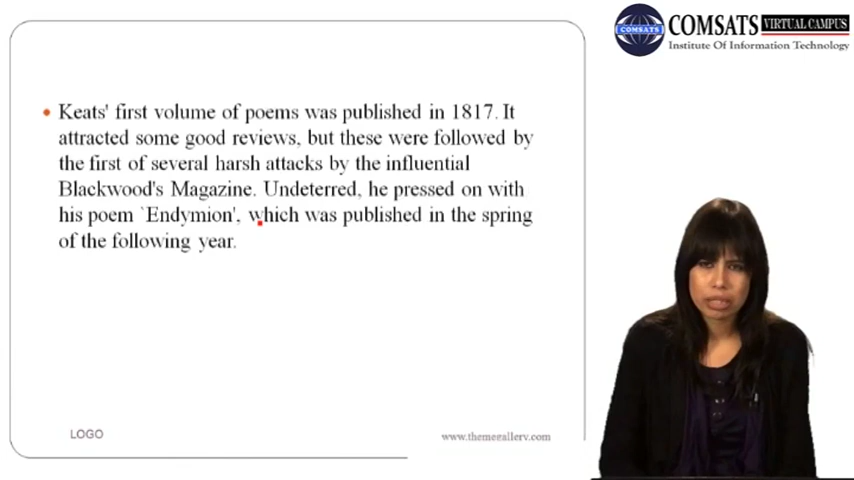 COMSATS
COMSATS VIRTUAL CAMPUS
Institute Of Information Technology
• Keats' first volume of poems was published in 1817. It
attracted some good reviews, but these were followed by
the first of several harsh attacks by the influential
Blackwood's Magazine. Undeterred, he pressed on with
his poem `Endymion', which was published in the spring
of the following year.
LOGO
www.themegallery.com